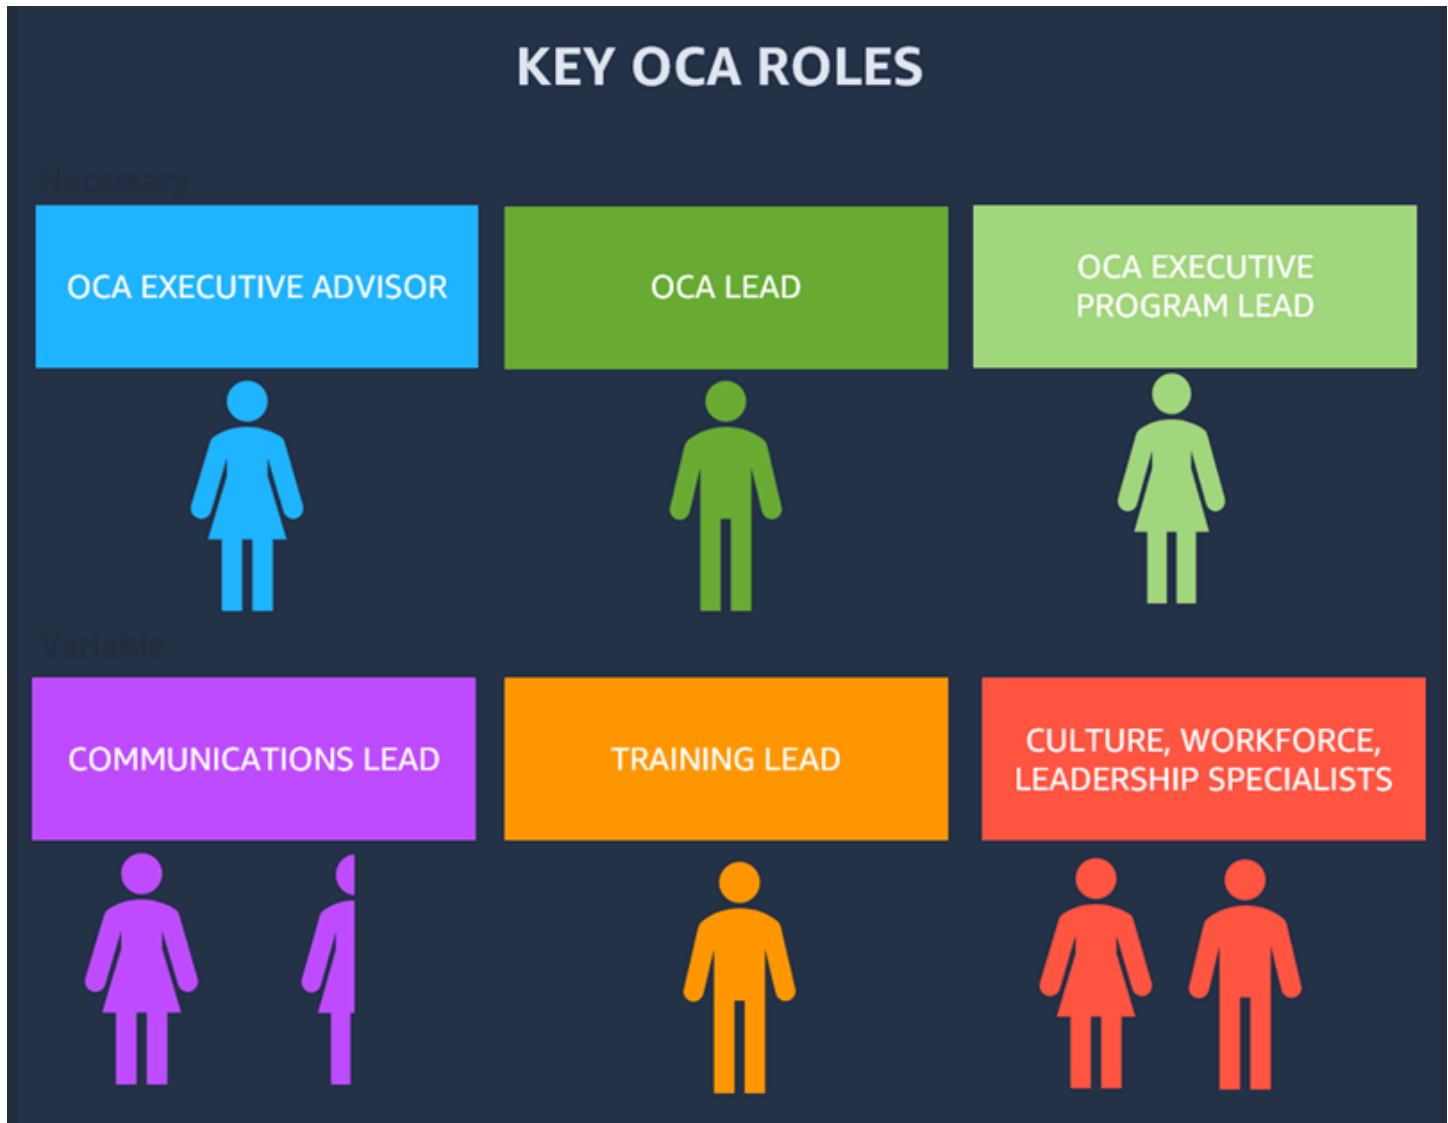 KEY OCA ROLES
Necessary
OCA EXECUTIVE ADVISOR
OCA LEAD
OCA EXECUTIVE
PROGRAM LEAD
Variable
COMMUNICATIONS LEAD
TRAINING LEAD
CULTURE, WORKFORCE,
LEADERSHIP SPECIALISTS